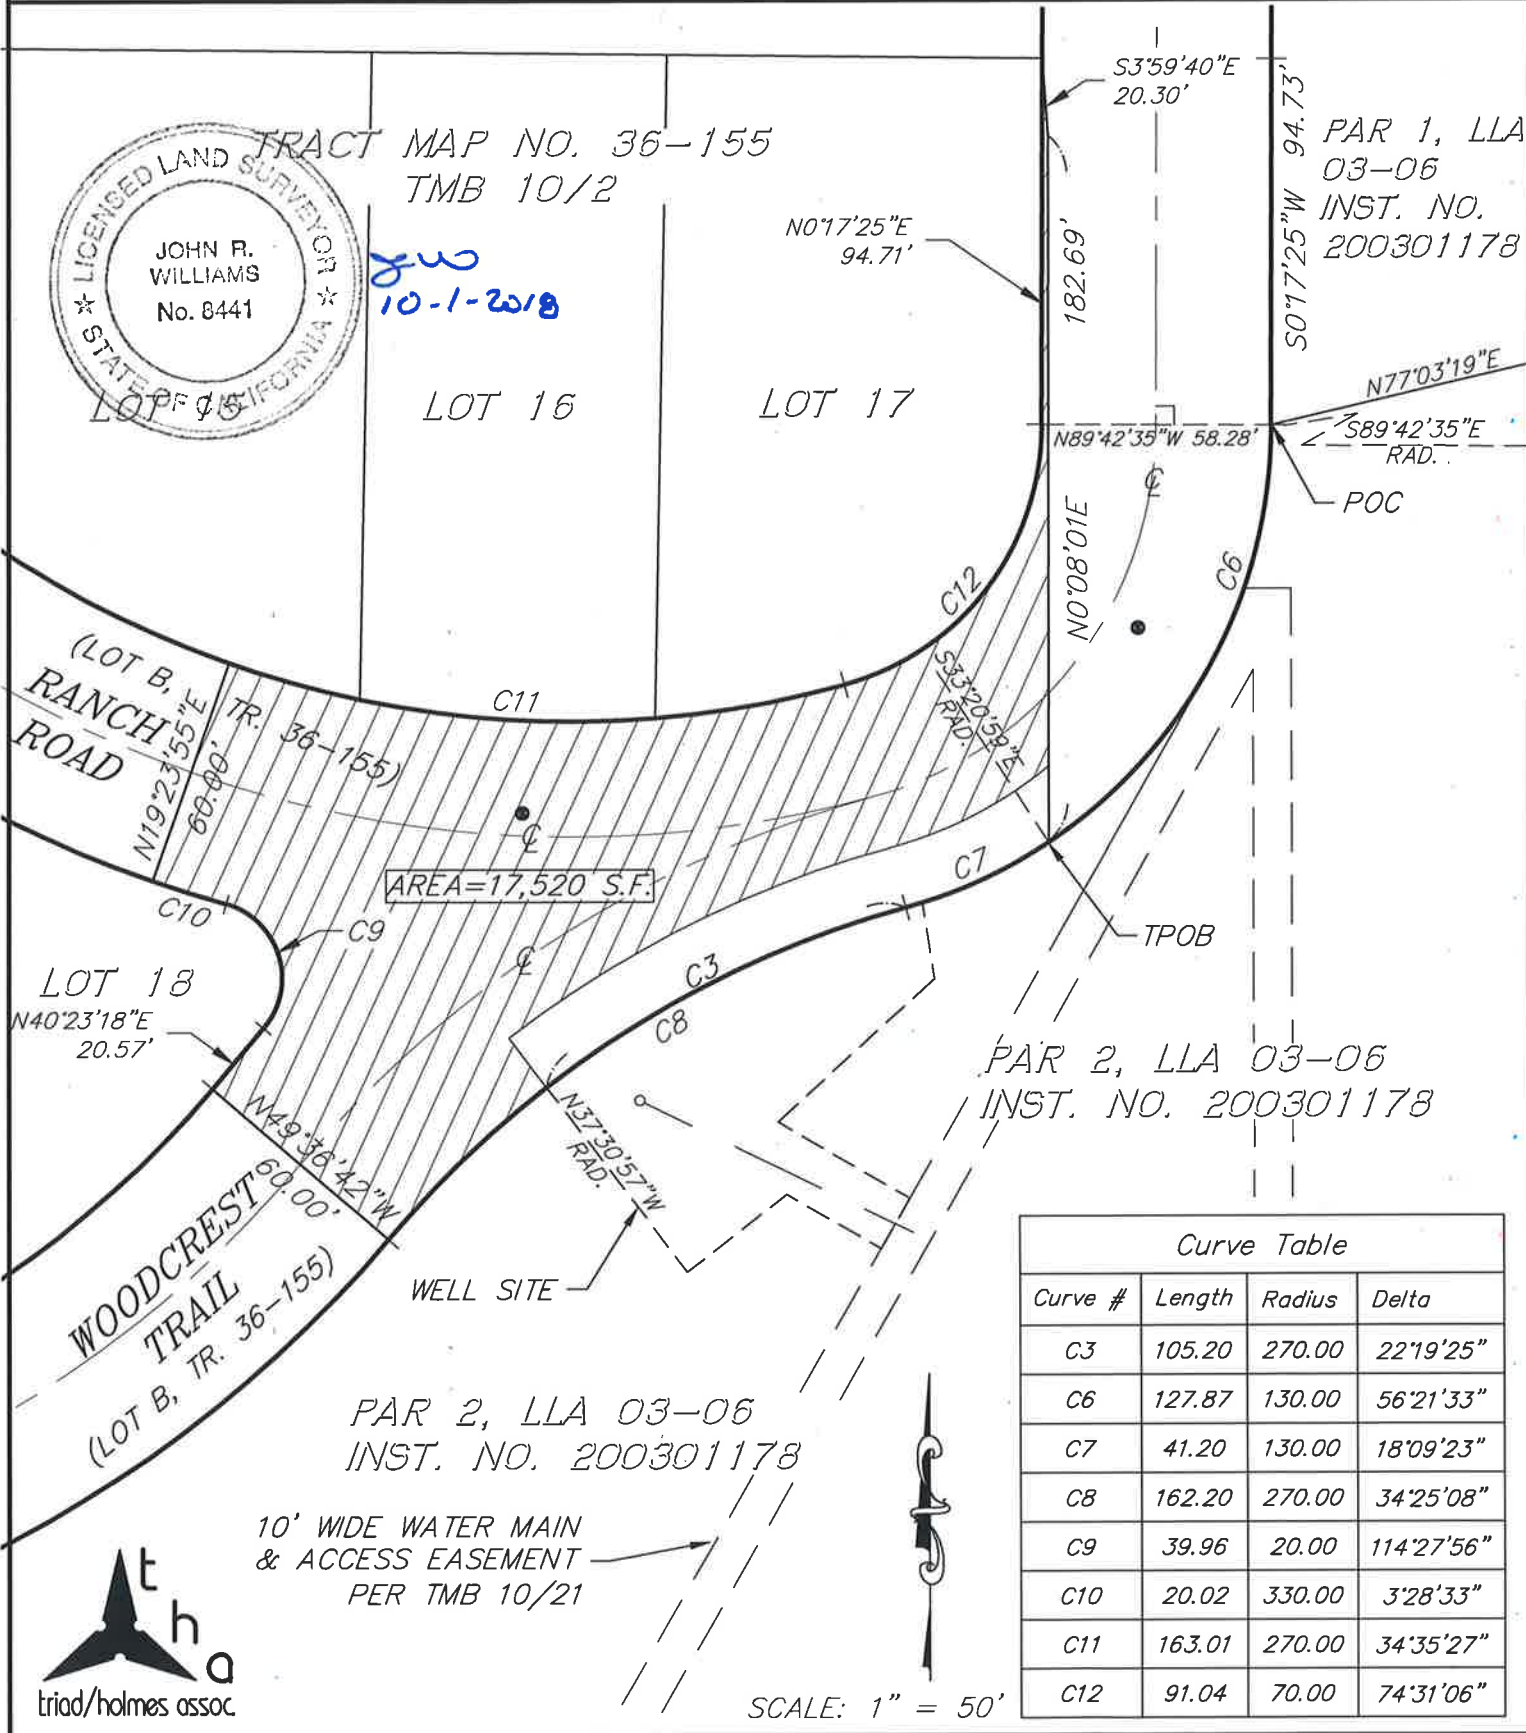 S3°59'40"E
20.30'
S0°17'25"W 94.73'
PAR 1, LLA
03-06
INST. NO.
200301178
TRACT MAP NO. 36-155
TMB 10/2
LICENSED LAND SURVEYOR
JOHN R.
WILLIAMS
No. 8441
STATE OF CALIFORNIA
10-1-2018
N0°17'25"E
94.71'
182.69'
LOT 15
LOT 16
LOT 17
N77°03'19"E
N89°42'35"W 58.28'
S89°42'35"E
RAD.
POC
N0°08'01E
C6
C12
S33°20'59"E
RAD.
C11
(LOT B,
TR. 36-155)
RANCH
ROAD
N19°23'55"E
60.00'
AREA=17,520 S.F.
C7
C10
C9
TPOB
LOT 18
N40°23'18"E
20.57'
C3
C8
PAR 2, LLA 03-06
INST. NO. 200301178
N49°36'42"W
60.00'
N37°30'57"W
RAD.
WELL SITE
WOODCREST
TRAIL
(LOT B, TR. 36-155)
PAR 2, LLA 03-06
INST. NO. 200301178
10' WIDE WATER MAIN
& ACCESS EASEMENT
PER TMB 10/21
t
h
a
triad/holmes assoc.
SCALE: 1" = 50'
Curve Table
Curve # Length Radius Delta
C3 105.20 270.00 22°19'25"
C6 127.87 130.00 56°21'33"
C7 41.20 130.00 18°09'23"
C8 162.20 270.00 34°25'08"
C9 39.96 20.00 114°27'56"
C10 20.02 330.00 3°28'33"
C11 163.01 270.00 34°35'27"
C12 91.04 70.00 74°31'06"